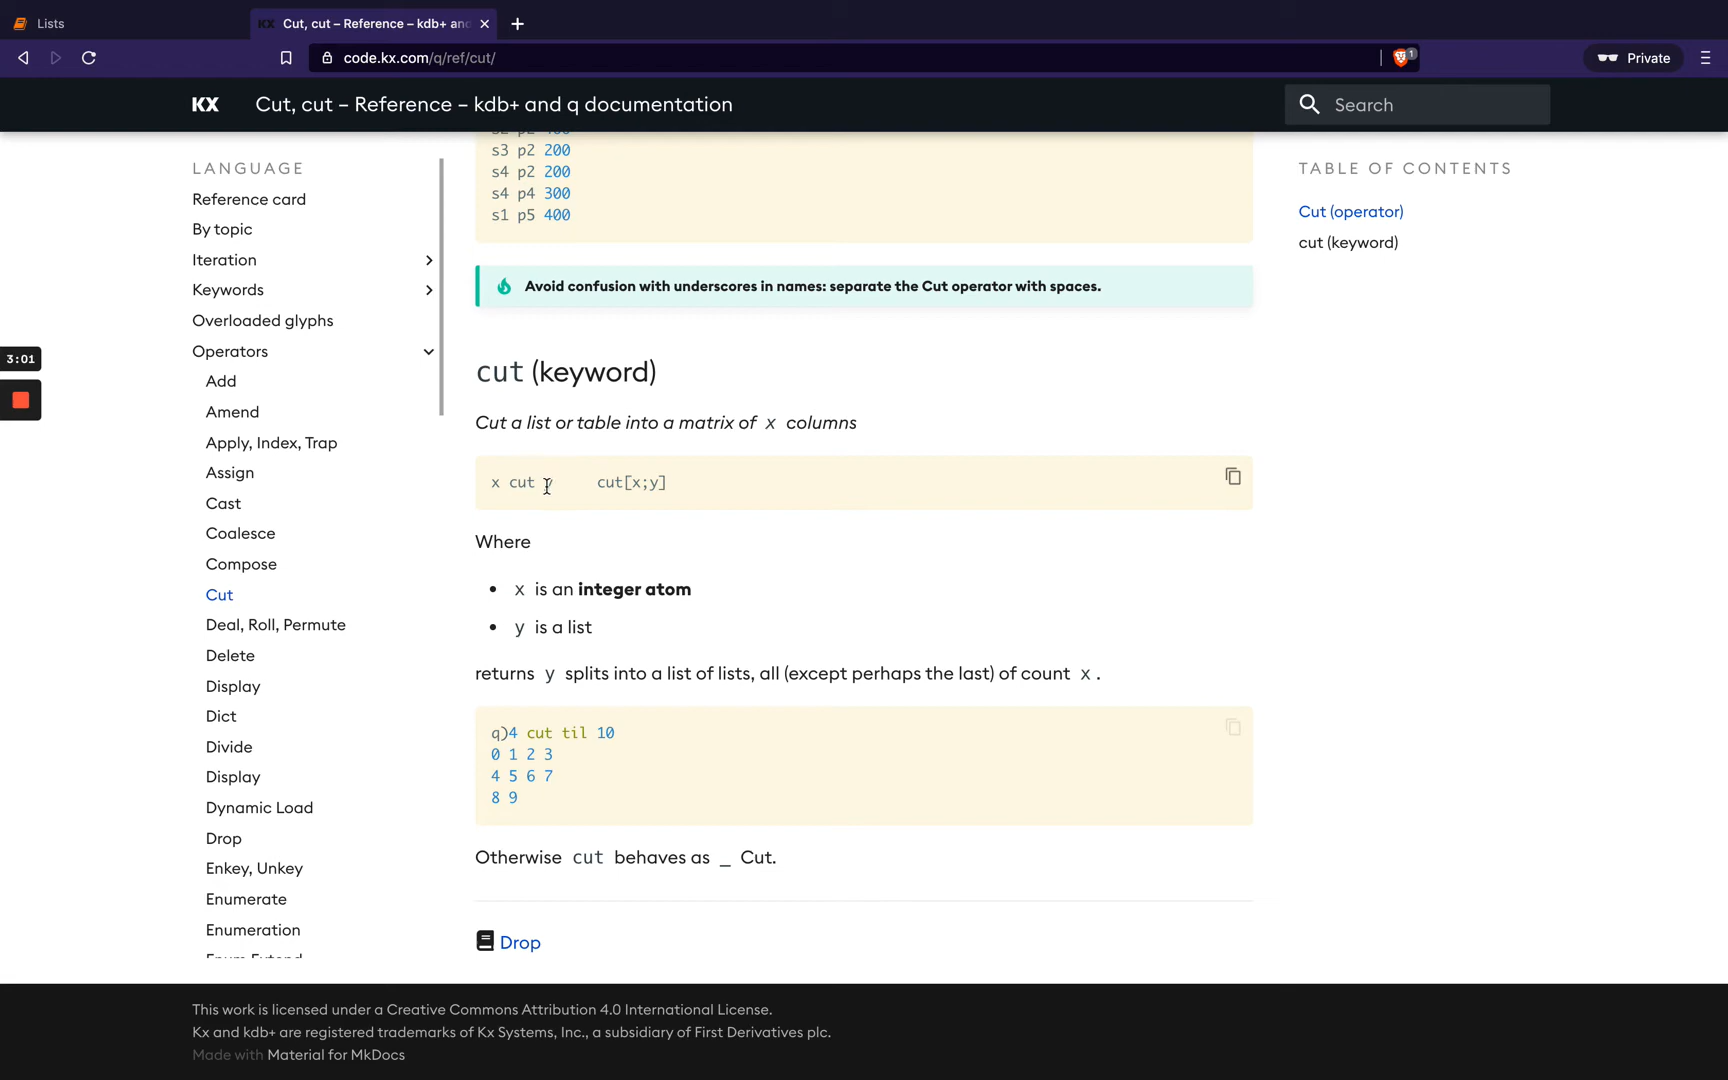 Lists
KX Cut, cut – Reference – kdb+ and
code.kx.com/q/ref/cut/
1
Private
KX Cut, cut – Reference – kdb+ and q documentation
Search
LANGUAGE
Reference card
By topic
Iteration
Keywords
Overloaded glyphs
Operators
Add
Amend
Apply, Index, Trap
Assign
Cast
Coalesce
Compose
Cut
Deal, Roll, Permute
Delete
Display
Dict
Divide
Display
Dynamic Load
Drop
Enkey, Unkey
Enumerate
Enumeration
Enum Extend
3:01
s2 p2 400
s3 p2 200
s4 p2 200
s4 p4 300
s1 p5 400
Avoid confusion with underscores in names: separate the Cut operator with spaces.
cut (keyword)
Cut a list or table into a matrix of x columns
x cut y cut[x;y]
Where
• x is an integer atom
• y is a list
returns y splits into a list of lists, all (except perhaps the last) of count x .
q)4 cut til 10
0 1 2 3
4 5 6 7
8 9
Otherwise cut behaves as _ Cut.
Drop
TABLE OF CONTENTS
Cut (operator)
cut (keyword)
This work is licensed under a Creative Commons Attribution 4.0 International License.
Kx and kdb+ are registered trademarks of Kx Systems, Inc., a subsidiary of First Derivatives plc.
Made with Material for MkDocs